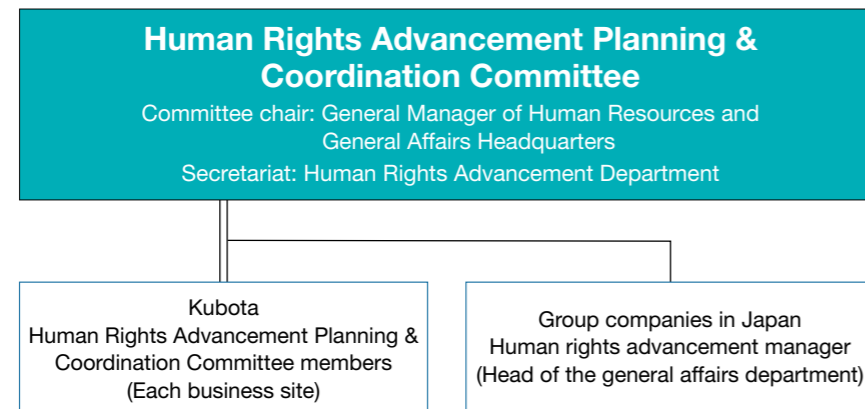 Human Rights Advancement Planning &
Coordination Committee
Committee chair: General Manager of Human Resources and
General Affairs Headquarters
Secretariat: Human Rights Advancement Department
Kubota
Human Rights Advancement Planning &
Coordination Committee members
(Each business site)
Group companies in Japan
Human rights advancement manager
(Head of the general affairs department)